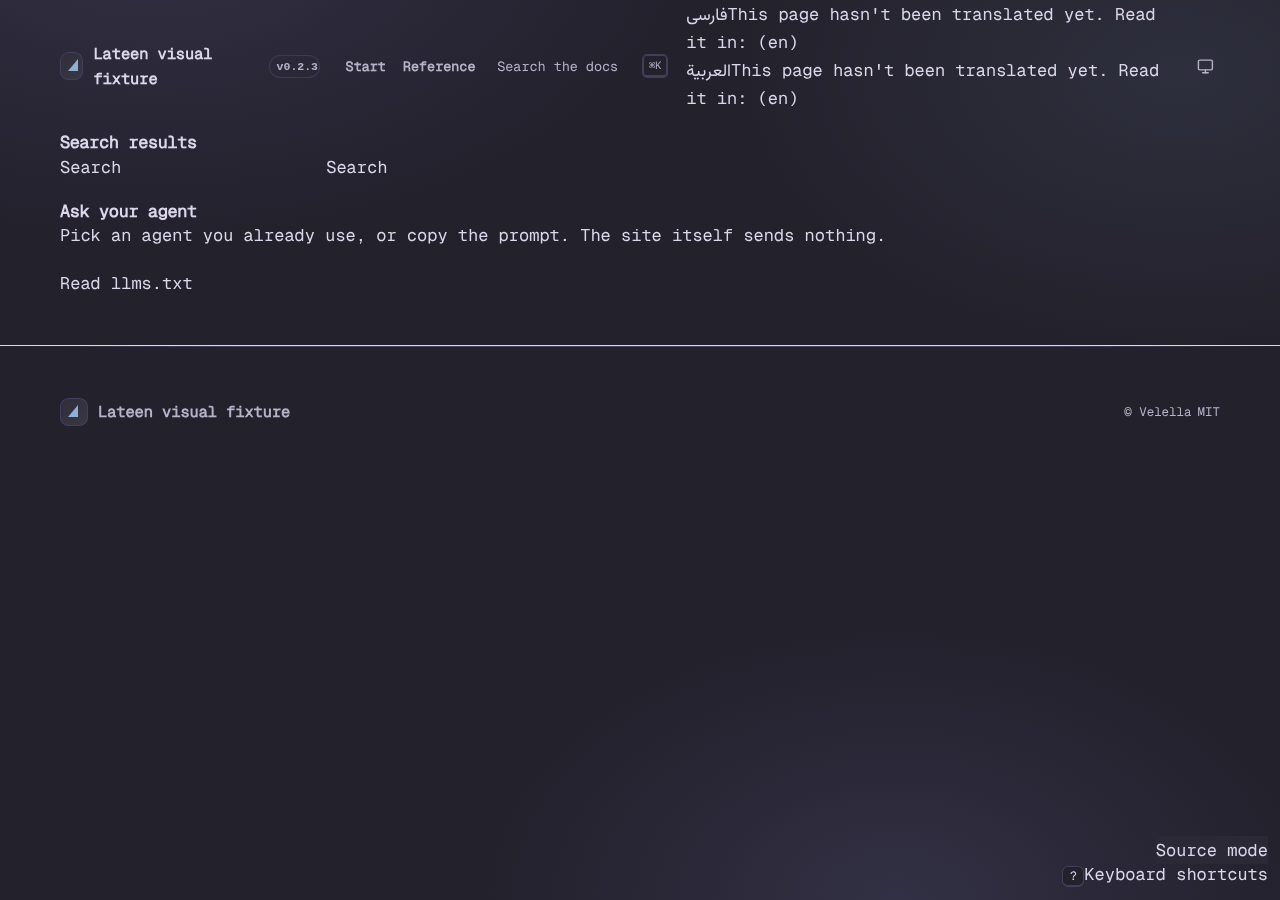 Lateen visual
fixture
v0.2.3
Start
Reference
Search the docs
⌘K
فارسیThis page hasn't been translated yet. Read
it in: (en)
العربيةThis page hasn't been translated yet. Read
it in: (en)
Search results
Search
Search
Ask your agent
Pick an agent you already use, or copy the prompt. The site itself sends nothing.
Read llms.txt
Lateen visual fixture
© Velella MIT
Source mode
? Keyboard shortcuts